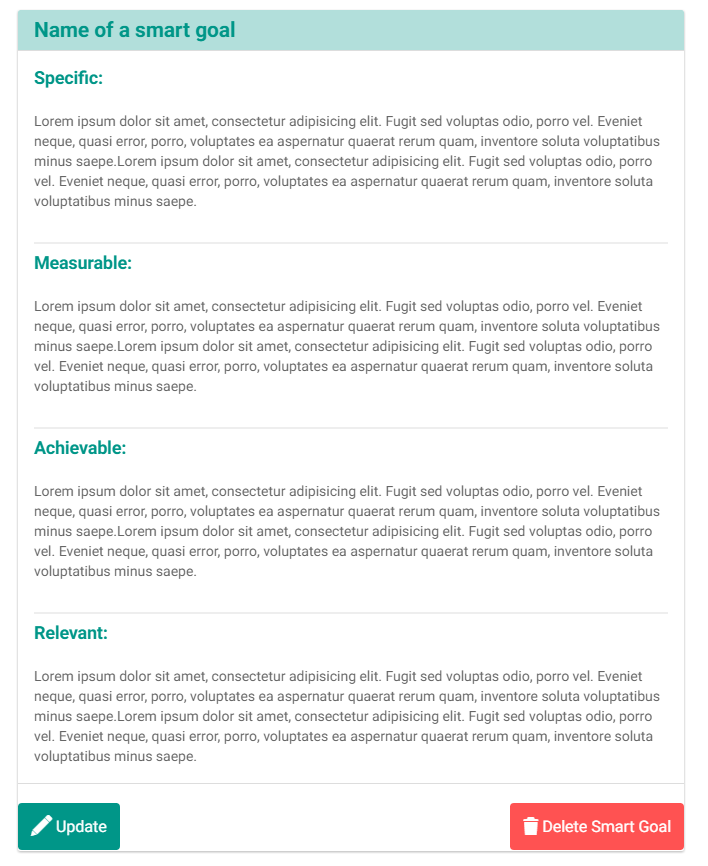 Name of a smart goal
Specific:
Lorem ipsum dolor sit amet, consectetur adipisicing elit. Fugit sed voluptas odio, porro vel. Eveniet
neque, quasi error, porro, voluptates ea aspernatur quaerat rerum quam, inventore soluta voluptatibus
minus saepe.Lorem ipsum dolor sit amet, consectetur adipisicing elit. Fugit sed voluptas odio, porro
vel. Eveniet neque, quasi error, porro, voluptates ea aspernatur quaerat rerum quam, inventore soluta
voluptatibus minus saepe.
Measurable:
Lorem ipsum dolor sit amet, consectetur adipisicing elit. Fugit sed voluptas odio, porro vel. Eveniet
neque, quasi error, porro, voluptates ea aspernatur quaerat rerum quam, inventore soluta voluptatibus
minus saepe.Lorem ipsum dolor sit amet, consectetur adipisicing elit. Fugit sed voluptas odio, porro
vel. Eveniet neque, quasi error, porro, voluptates ea aspernatur quaerat rerum quam, inventore soluta
voluptatibus minus saepe.
Achievable:
Lorem ipsum dolor sit amet, consectetur adipisicing elit. Fugit sed voluptas odio, porro vel. Eveniet
neque, quasi error, porro, voluptates ea aspernatur quaerat rerum quam, inventore soluta voluptatibus
minus saepe.Lorem ipsum dolor sit amet, consectetur adipisicing elit. Fugit sed voluptas odio, porro
vel. Eveniet neque, quasi error, porro, voluptates ea aspernatur quaerat rerum quam, inventore soluta
voluptatibus minus saepe.
Relevant:
Lorem ipsum dolor sit amet, consectetur adipisicing elit. Fugit sed voluptas odio, porro vel. Eveniet
neque, quasi error, porro, voluptates ea aspernatur quaerat rerum quam, inventore soluta voluptatibus
minus saepe.Lorem ipsum dolor sit amet, consectetur adipisicing elit. Fugit sed voluptas odio, porro
vel. Eveniet neque, quasi error, porro, voluptates ea aspernatur quaerat rerum quam, inventore soluta
voluptatibus minus saepe.
Update
Delete Smart Goal